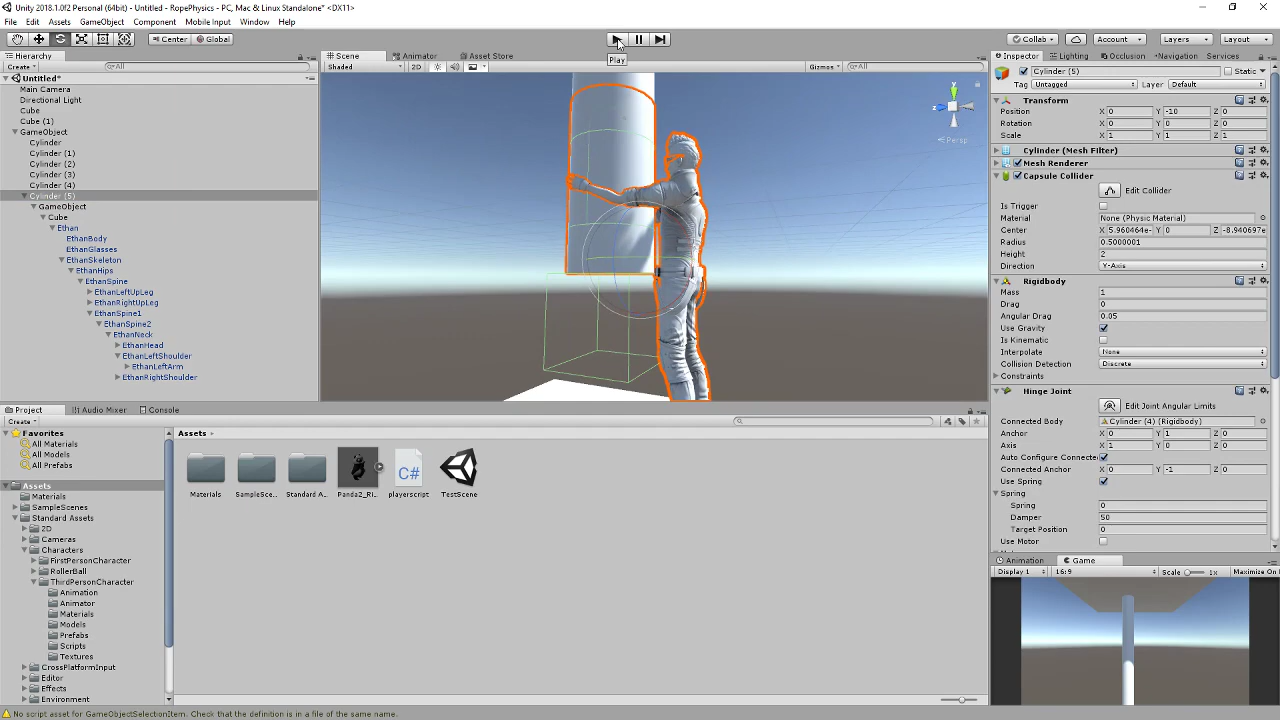 Unity 2018.1.0f2 (64bit) - Untitled - RopePhysics - PC, Mac & Linux Standalone* <DX11>
File Edit Assets GameObject Component Mobile Input Window Help
Center Global Collab Account Layers Layout
Play
Hierarchy
Create All
Untitled*
Main Camera
Directional Light
Cube
Cube (1)
GameObject
Cylinder
Cylinder (1)
Cylinder (2)
Cylinder (3)
Cylinder (4)
Cylinder (5)
GameObject
Cube
Ethan
EthanBody
EthanGlasses
EthanSkeleton
EthanHips
EthanSpine
EthanLeftUpLeg
EthanRightUpLeg
EthanSpine1
EthanSpine2
EthanNeck
EthanHead
EthanLeftShoulder
EthanLeftArm
EthanRightShoulder
Scene Animator Asset Store
Shaded 2D Gizmos All
y
z x
Persp
Inspector Lighting Occlusion Navigation Services
Cylinder (5) Static
Tag Untagged Layer Default
Transform
Position X 0 Y -10 Z 0
Rotation X 0 Y 0 Z 0
Scale X 1 Y 1 Z 1
Cylinder (Mesh Filter)
Mesh Renderer
Capsule Collider
Edit Collider
Is Trigger
Material None (Physic Material)
Center X 5.960464e- Y 0 Z -8.940697e
Radius 0.5000001
Height 2
Direction Y-Axis
Rigidbody
Mass 1
Drag 0
Angular Drag 0.05
Use Gravity
Is Kinematic
Interpolate None
Collision Detection Discrete
Constraints
Hinge Joint
Edit Joint Angular Limits
Connected Body Cylinder (4) (Rigidbody)
Anchor X 0 Y 1 Z 0
Axis X 1 Y 0 Z 0
Auto Configure Connecte
Connected Anchor X 0 Y -1 Z 0
Use Spring
Spring
Spring 0
Damper 50
Target Position 0
Use Motor
Animation Game
Display 1 16:9 Scale 1x Maximize On
Project Audio Mixer Console
Create
Favorites
All Materials
All Models
All Prefabs
Assets
Materials
SampleScenes
Standard Assets
2D
Cameras
Characters
FirstPersonCharacter
RollerBall
ThirdPersonCharacter
Animation
Animator
Materials
Models
Prefabs
Scripts
Textures
CrossPlatformInput
Editor
Effects
Environment
Assets
Materials SampleSce... Standard A... Panda2_Ri... playerscript TestScene
C#
No script asset for GameObjectSelectionItem. Check that the definition is in a file of the same name.